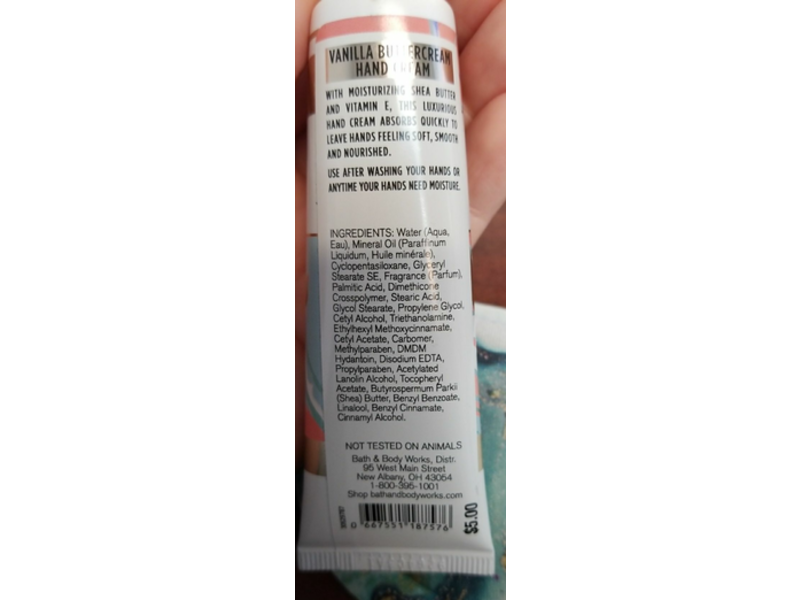 VANILLA BUTTERCREAM
HAND CREAM
WITH MOISTURIZING SHEA BUTTER
AND VITAMIN E, THIS LUXURIOUS
HAND CREAM ABSORBS QUICKLY TO
LEAVE HANDS FEELING SOFT, SMOOTH
AND NOURISHED.
USE AFTER WASHING YOUR HANDS OR
ANYTIME YOUR HANDS NEED MOISTURE.
INGREDIENTS: Water (Aqua,
Eau), Mineral Oil (Paraffinum
Liquidum, Huile minérale),
Cyclopentasiloxane, Glyceryl
Stearate SE, Fragrance (Parfum),
Palmitic Acid, Dimethicone
Crosspolymer, Stearic Acid,
Glycol Stearate, Propylene Glycol,
Cetyl Alcohol, Triethanolamine,
Ethylhexyl Methoxycinnamate,
Cetyl Acetate, Carbomer,
Methylparaben, DMDM
Hydantoin, Disodium EDTA,
Propylparaben, Acetylated
Lanolin Alcohol, Tocopheryl
Acetate, Butyrospermum Parkii
(Shea) Butter, Benzyl Benzoate,
Linalool, Benzyl Cinnamate,
Cinnamyl Alcohol.
NOT TESTED ON ANIMALS
Bath & Body Works, Distr.
95 West Main Street
New Albany, OH 43054
1-800-395-1001
Shop bathandbodyworks.com
0 667551 187576
$5.00